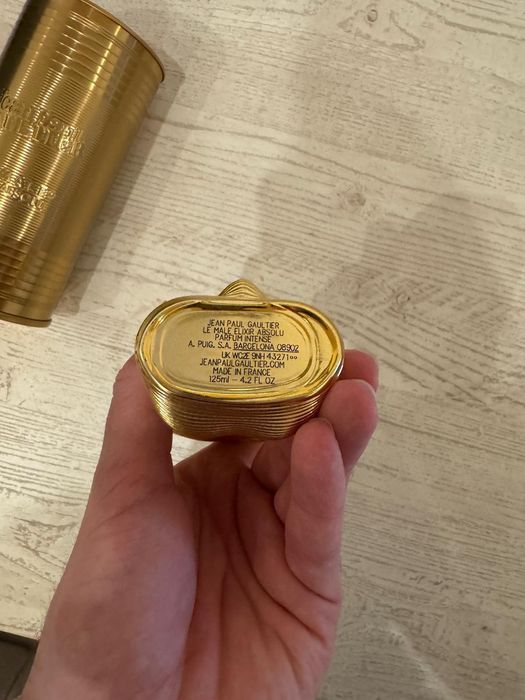 JEAN PAUL GAULTIER
LE MALE ELIXIR ABSOLU
PARFUM INTENSE
A. PUIG, S.A. BARCELONA 08902
UK WC2E 9NH 43271
JEANPAULGAULTIER.COM
MADE IN FRANCE
125ml – 4.2 FL OZ